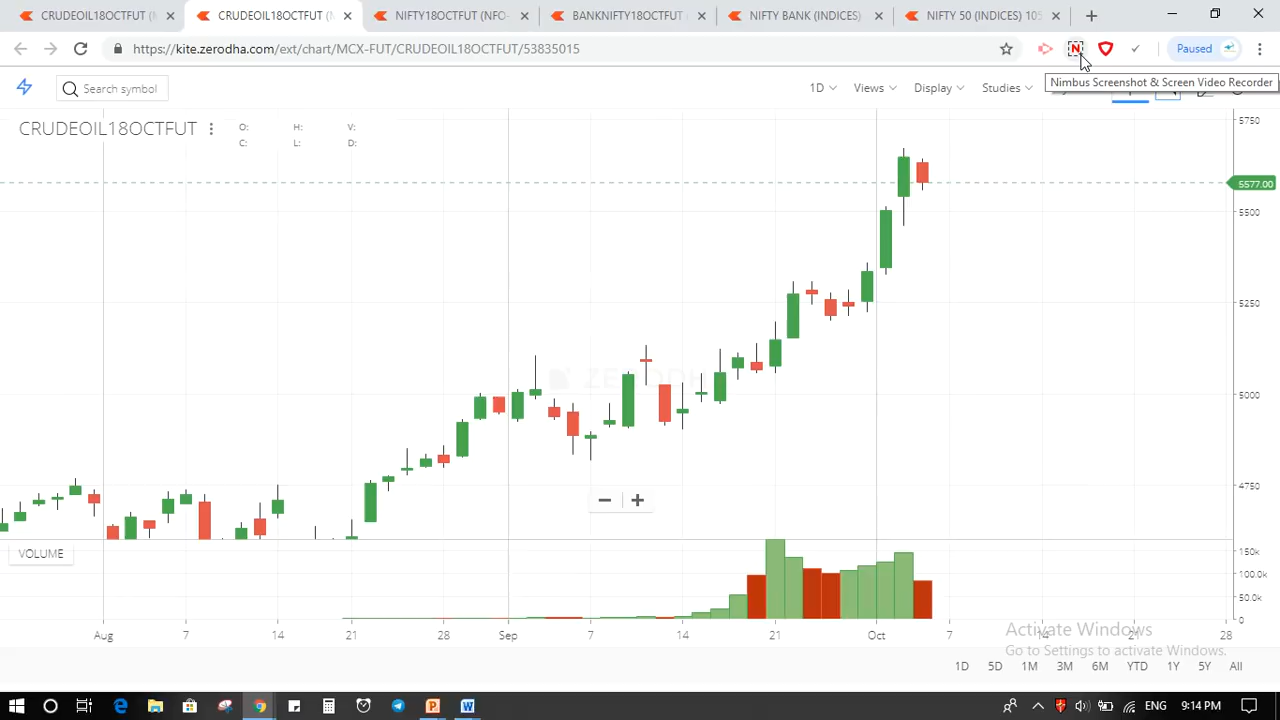 CRUDEOIL18OCTFUT (M
CRUDEOIL18OCTFUT (M
NIFTY18OCTFUT (NFO-
BANKNIFTY18OCTFUT (
NIFTY BANK (INDICES)
NIFTY 50 (INDICES) 105
https://kite.zerodha.com/ext/chart/MCX-FUT/CRUDEOIL18OCTFUT/53835015
N
Paused
Nimbus Screenshot & Screen Video Recorder
Search symbol
1D
Views
Display
Studies
CRUDEOIL18OCTFUT
O: H: V:
C: L: D:
5750
5577.00
5500
5250
5000
4750
ZERODHA
VOLUME
150k
100.0k
50.0k
0
Aug 7 14 21 28 Sep 7 14 21 Oct 7 14 21 28
Activate Windows
Go to Settings to activate Windows.
1D 5D 1M 3M 6M YTD 1Y 5Y All
ENG 9:14 PM